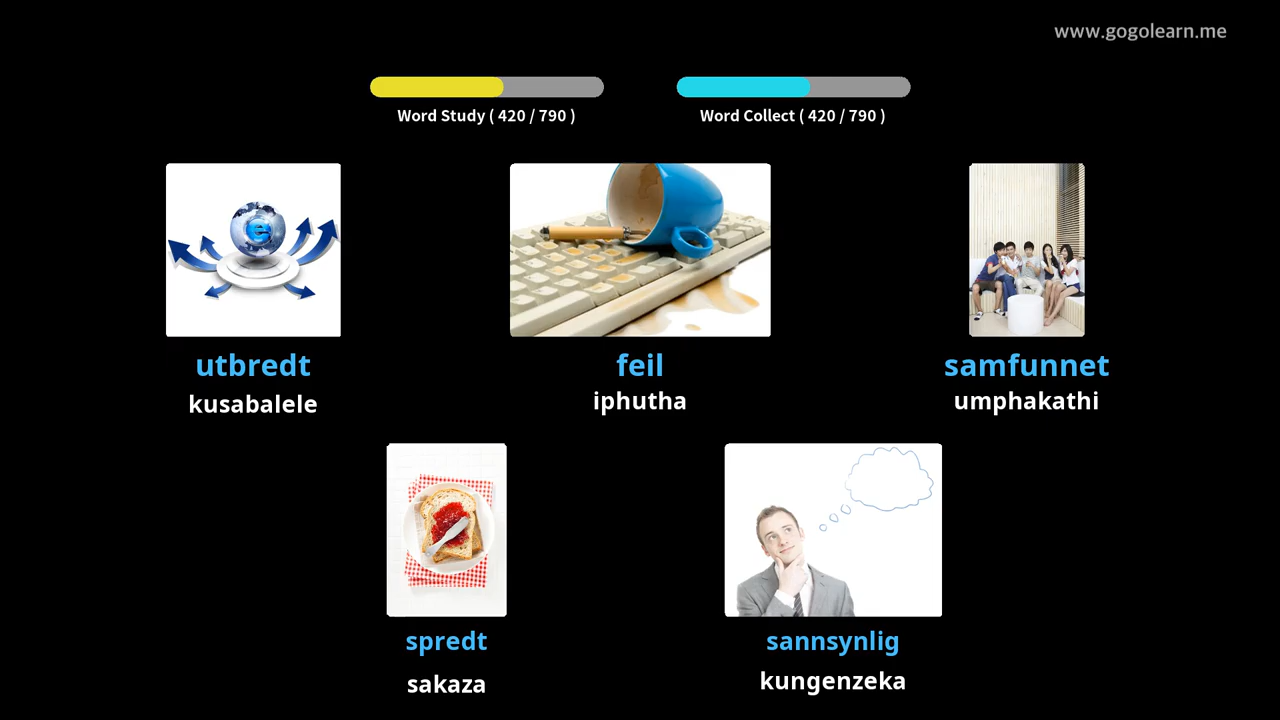 www.gogolearn.me
Word Study ( 420 / 790 )
Word Collect ( 420 / 790 )
e
utbredt
kusabalele
feil
iphutha
samfunnet
umphakathi
spredt
sakaza
sannsynlig
kungenzeka